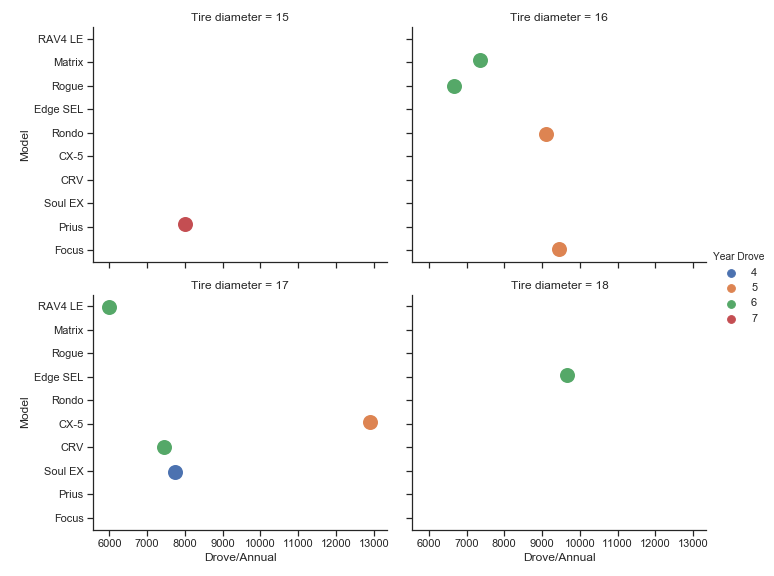 Tire diameter = 15
Tire diameter = 16
RAV4 LE
Matrix
Rogue
Edge SEL
Rondo
CX-5
CRV
Soul EX
Prius
Focus
Model
Year Drove
4
5
6
7
Tire diameter = 17
Tire diameter = 18
RAV4 LE
Matrix
Rogue
Edge SEL
Rondo
CX-5
CRV
Soul EX
Prius
Focus
Model
6000 7000 8000 9000 10000 11000 12000 13000
6000 7000 8000 9000 10000 11000 12000 13000
Drove/Annual
Drove/Annual